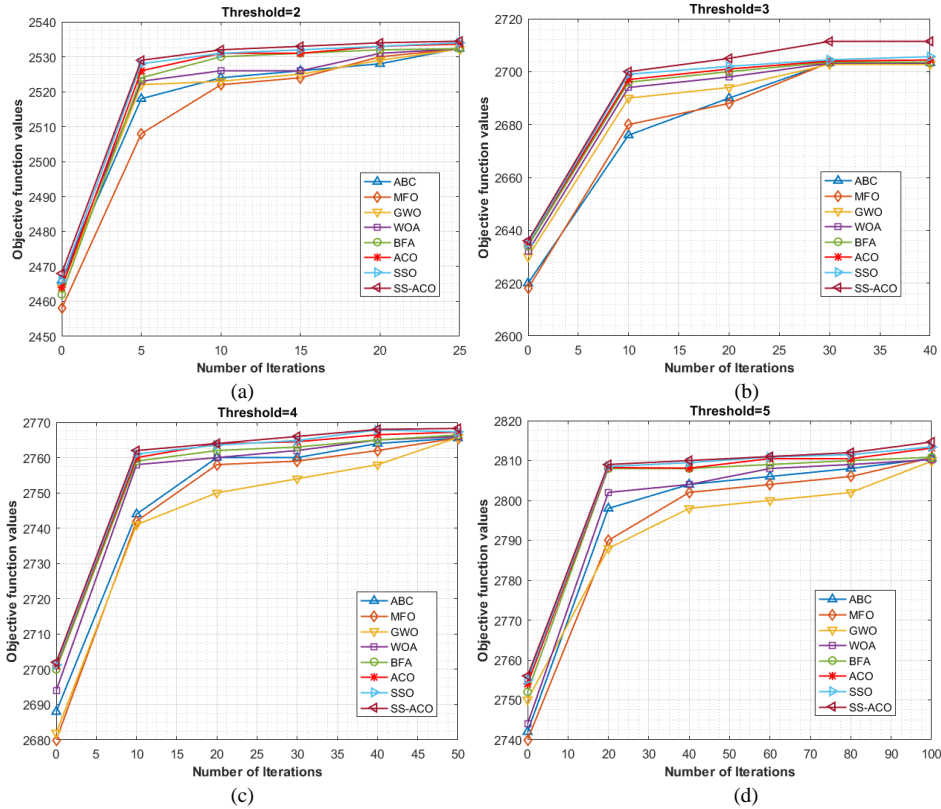 Threshold=2
Objective function values
2540
2530
2520
2510
2500
2490
2480
2470
2460
2450
ABC
MFO
GWO
WOA
BFA
ACO
SSO
SS-ACO
0 5 10 15 20 25
Number of Iterations
(a)
Threshold=3
Objective function values
2720
2700
2680
2660
2640
2620
2600
ABC
MFO
GWO
WOA
BFA
ACO
SSO
SS-ACO
0 5 10 15 20 25 30 35 40
Number of Iterations
(b)
Threshold=4
Objective function values
2770
2760
2750
2740
2730
2720
2710
2700
2690
2680
ABC
MFO
GWO
WOA
BFA
ACO
SSO
SS-ACO
0 5 10 15 20 25 30 35 40 45 50
Number of Iterations
(c)
Threshold=5
Objective function values
2820
2810
2800
2790
2780
2770
2760
2750
2740
ABC
MFO
GWO
WOA
BFA
ACO
SSO
SS-ACO
0 10 20 30 40 50 60 70 80 90 100
Number of Iterations
(d)